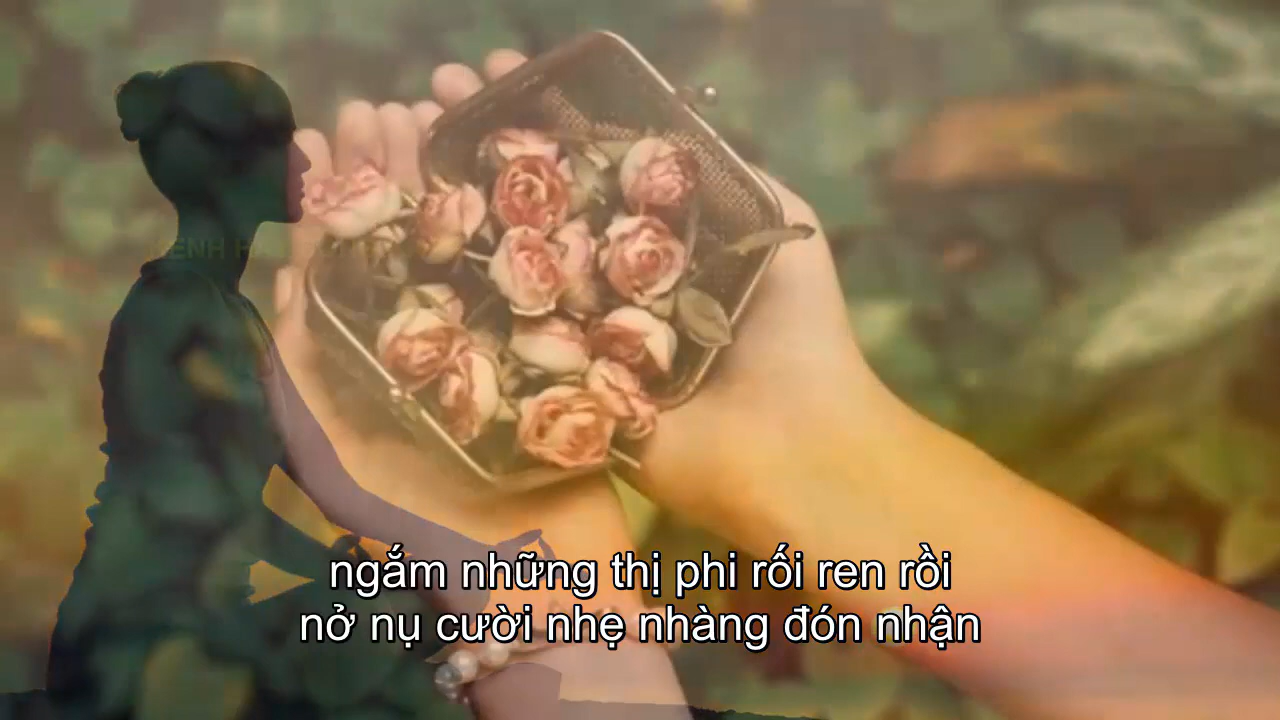 ngắm những thị phi rối ren rồi
nở nụ cười nhẹ nhàng đón nhận